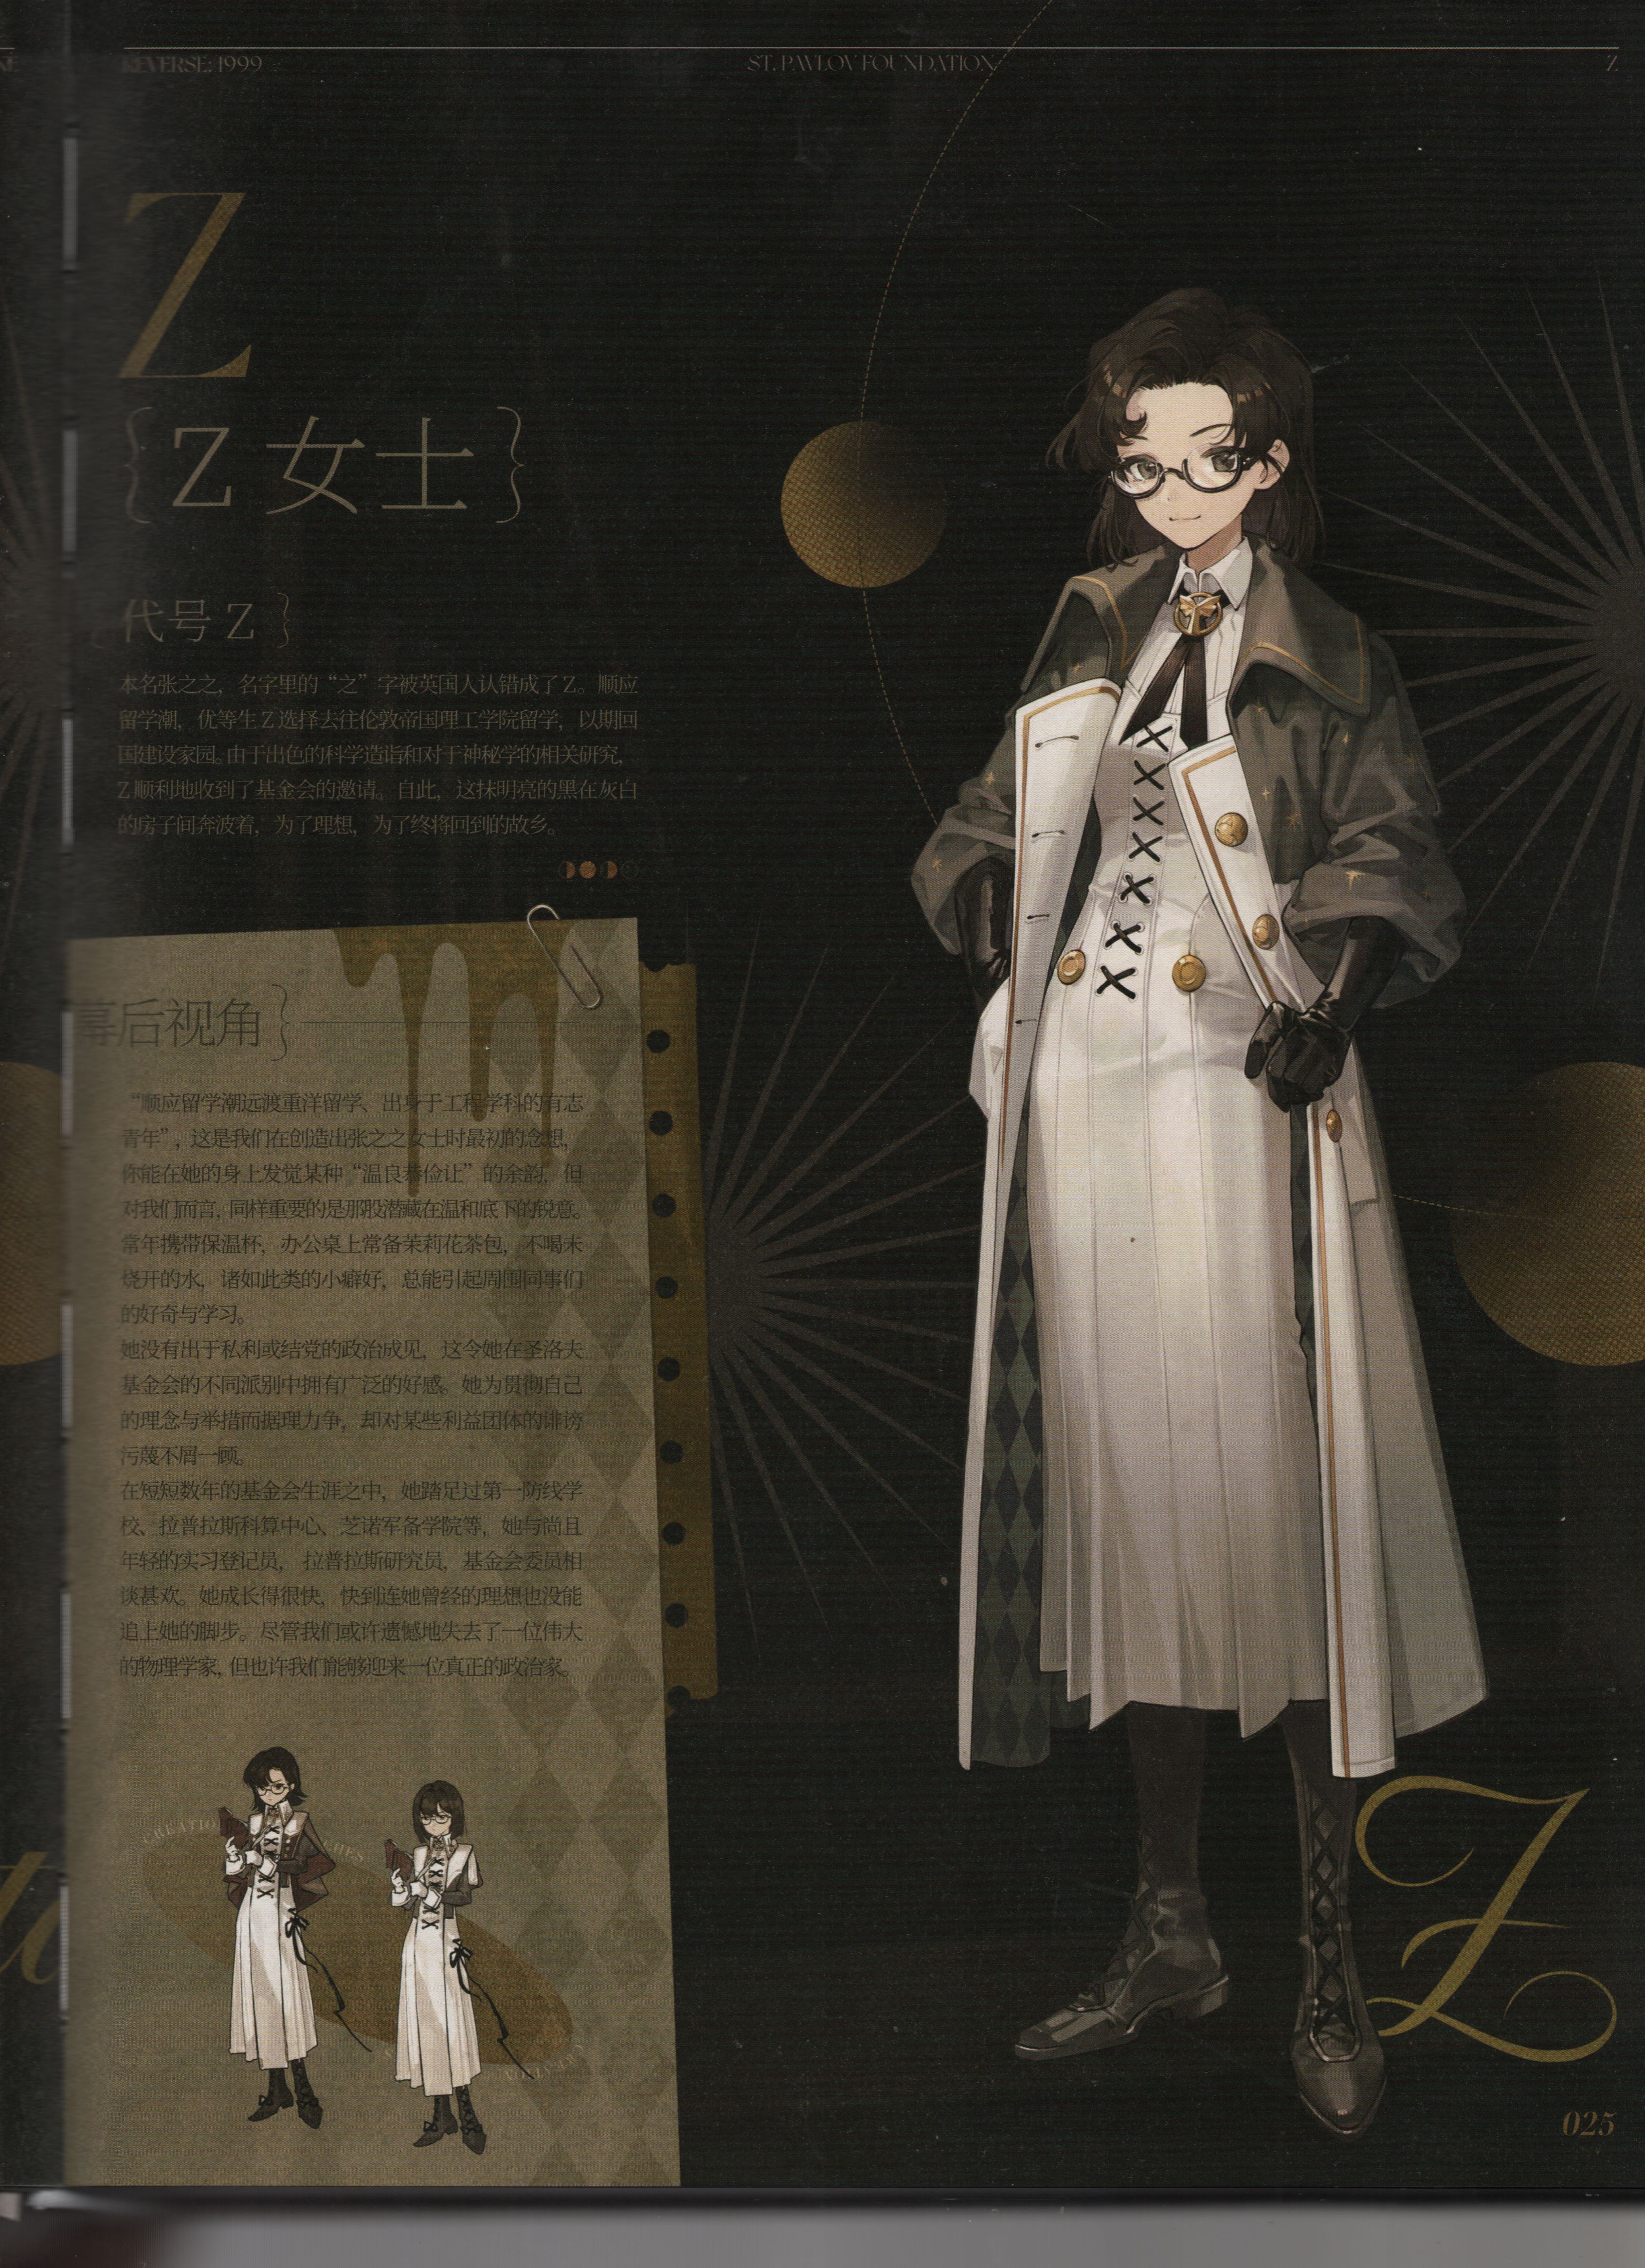 REVERSE: 1999
ST. PAVLOV FOUNDATION
Z
Z
{ Z 女士 }
代号 Z }
本名张之之，名字里的“之”字被英国人认错成了 Z。顺应
留学潮，优等生 Z 选择去往伦敦帝国理工学院留学，以期回
国建设家园。由于出色的科学造诣和对于神秘学的相关研究，
Z 顺利地收到了基金会的邀请。自此，这抹明亮的黑在灰白
的房子间奔波着，为了理想，为了终将回到的故乡。
幕后视角 }
“顺应留学潮远渡重洋留学、出身于工程学科的有志
青年”，这是我们在创造出张之之女士时最初的念想，
你能在她的身上发觉某种“温良恭俭让”的余韵，但
对我们而言，同样重要的是那股潜藏在温和底下的锐意。
常年携带保温杯，办公桌上常备茉莉花茶包，不喝未
烧开的水，诸如此类的小癖好，总能引起周围同事们
的好奇与学习。
她没有出于私利或结党的政治成见，这令她在圣洛夫
基金会的不同派别中拥有广泛的好感。她为贯彻自己
的理念与举措而据理力争，却对某些利益团体的诽谤
污蔑不屑一顾。
在短短数年的基金会生涯之中，她踏足过第一防线学
校、拉普拉斯科算中心、芝诺军备学院等，她与尚且
年轻的实习登记员，拉普拉斯研究员，基金会委员相
谈甚欢。她成长得很快，快到连她曾经的理想也没能
追上她的脚步。尽管我们或许遗憾地失去了一位伟大
的物理学家，但也许我们能够迎来一位真正的政治家。
Z
025